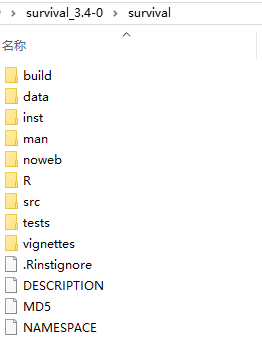 survival_3.4-0 > survival
名称
build
data
inst
man
noweb
R
src
tests
vignettes
.Rinstignore
DESCRIPTION
MD5
NAMESPACE